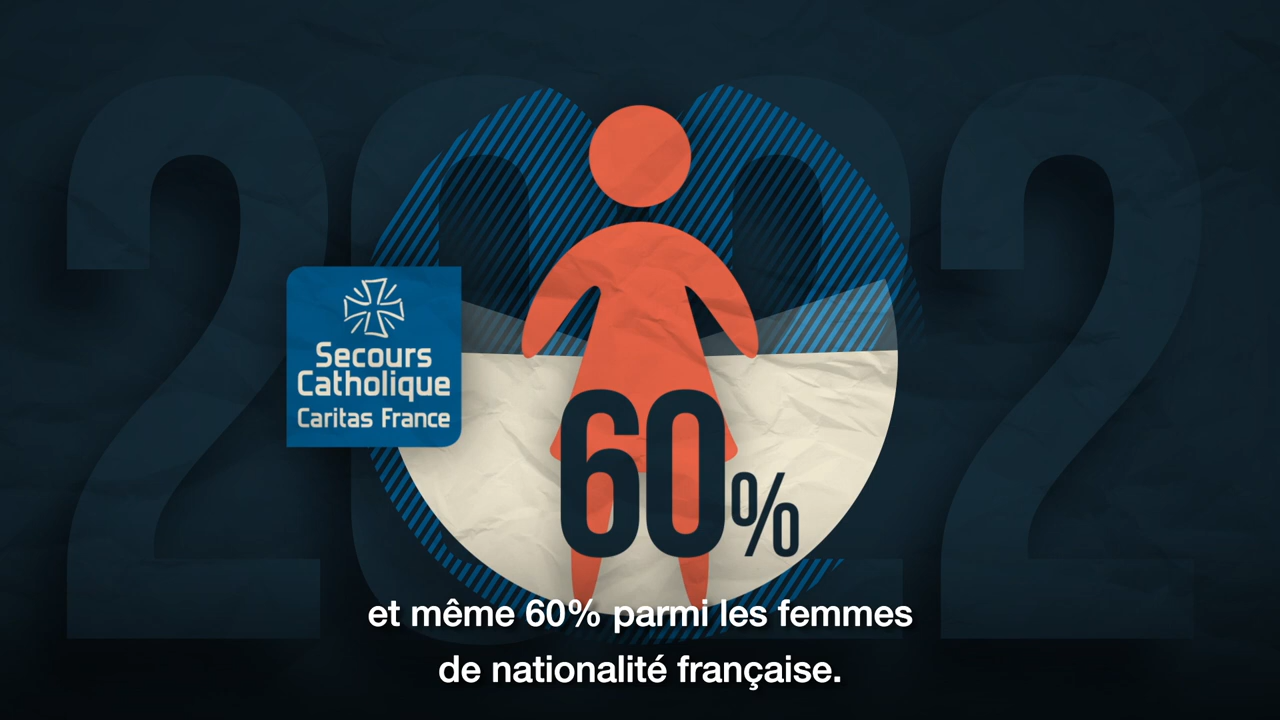 2022
Secours
Catholique
Caritas France
60%
et même 60% parmi les femmes
de nationalité française.